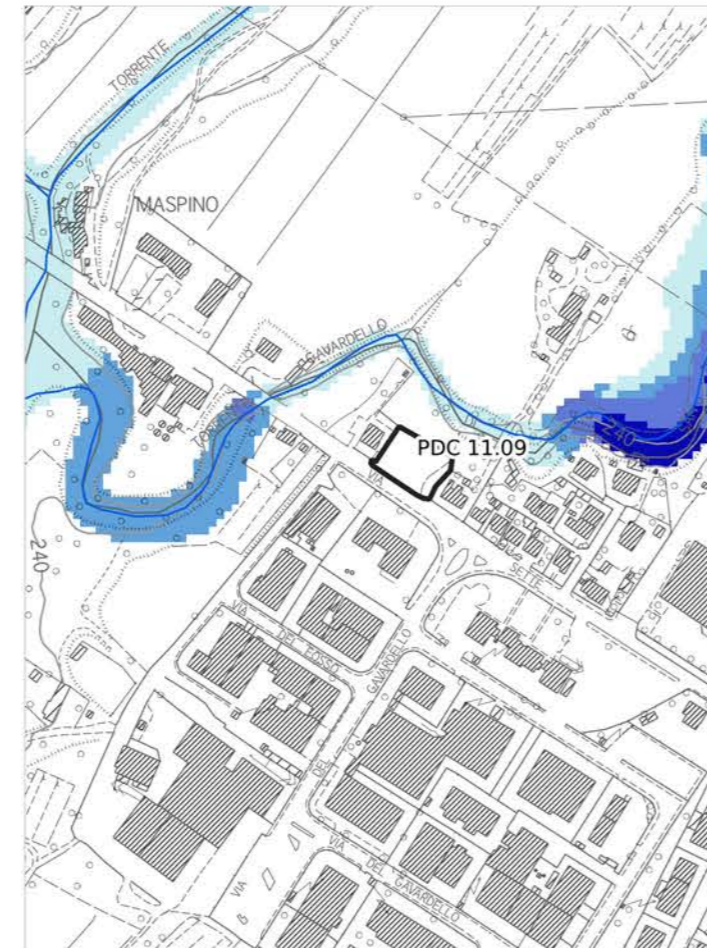 TORRENTE
MASPINO
GAVARDELLO
TORRENTE
240
PDC 11.09
VIA
240
SETTE
VIA
DEL FOSSO
GAVARDELLO
DEL
VIA
VIA
DEL GAVARDELLO